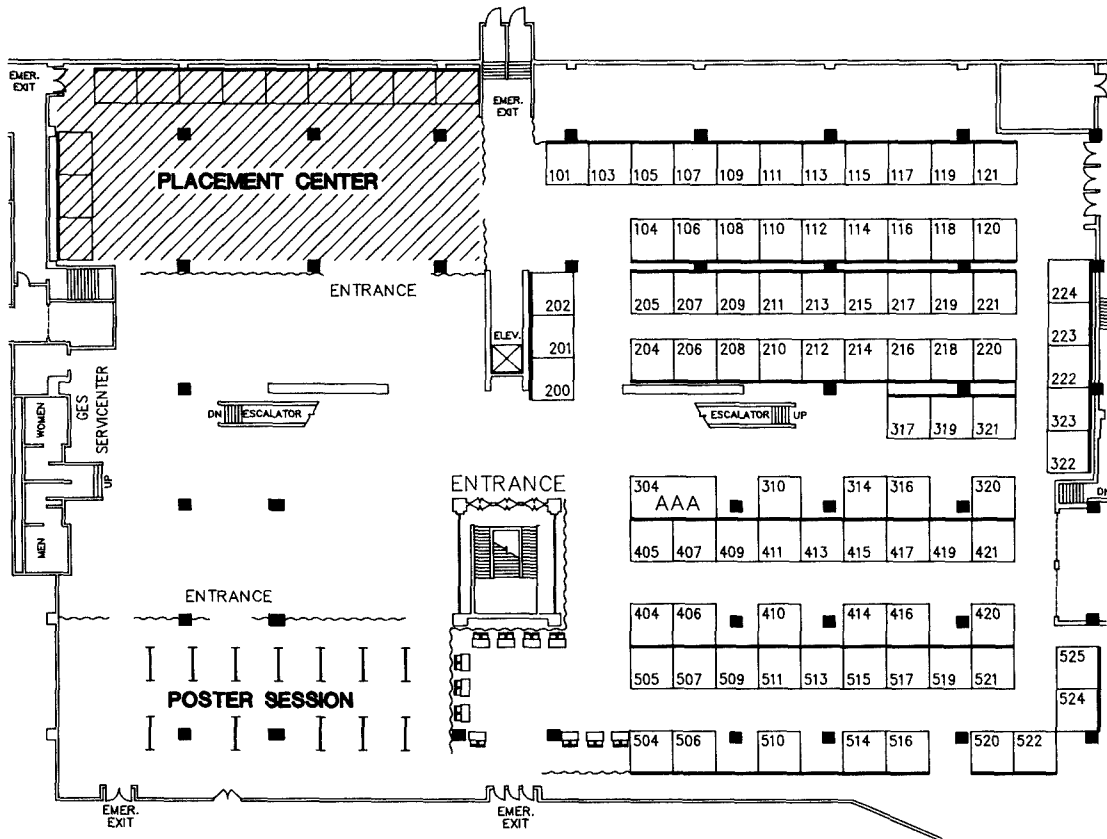 EMER.
EXIT
EMER.
EXIT
PLACEMENT CENTER
101 103 105 107 109 111 113 115 117 119 121
104 106 108 110 112 114 116 118 120
ENTRANCE
202
205 207 209 211 213 215 217 219 221
224
223
ELEV.
201
204 206 208 210 212 214 216 218 220
222
200
323
GES
SERVICENTER
WOMEN
DN ESCALATOR
ESCALATOR UP
317 319 321
322
UP
ENTRANCE
304 310 314 316 320
AAA
DN
MEN
405 407 409 411 413 415 417 419 421
ENTRANCE
404 406 410 414 416 420
525
505 507 509 511 513 515 517 519 521
524
POSTER SESSION
504 506 510 514 516 520 522
EMER.
EXIT
EMER.
EXIT